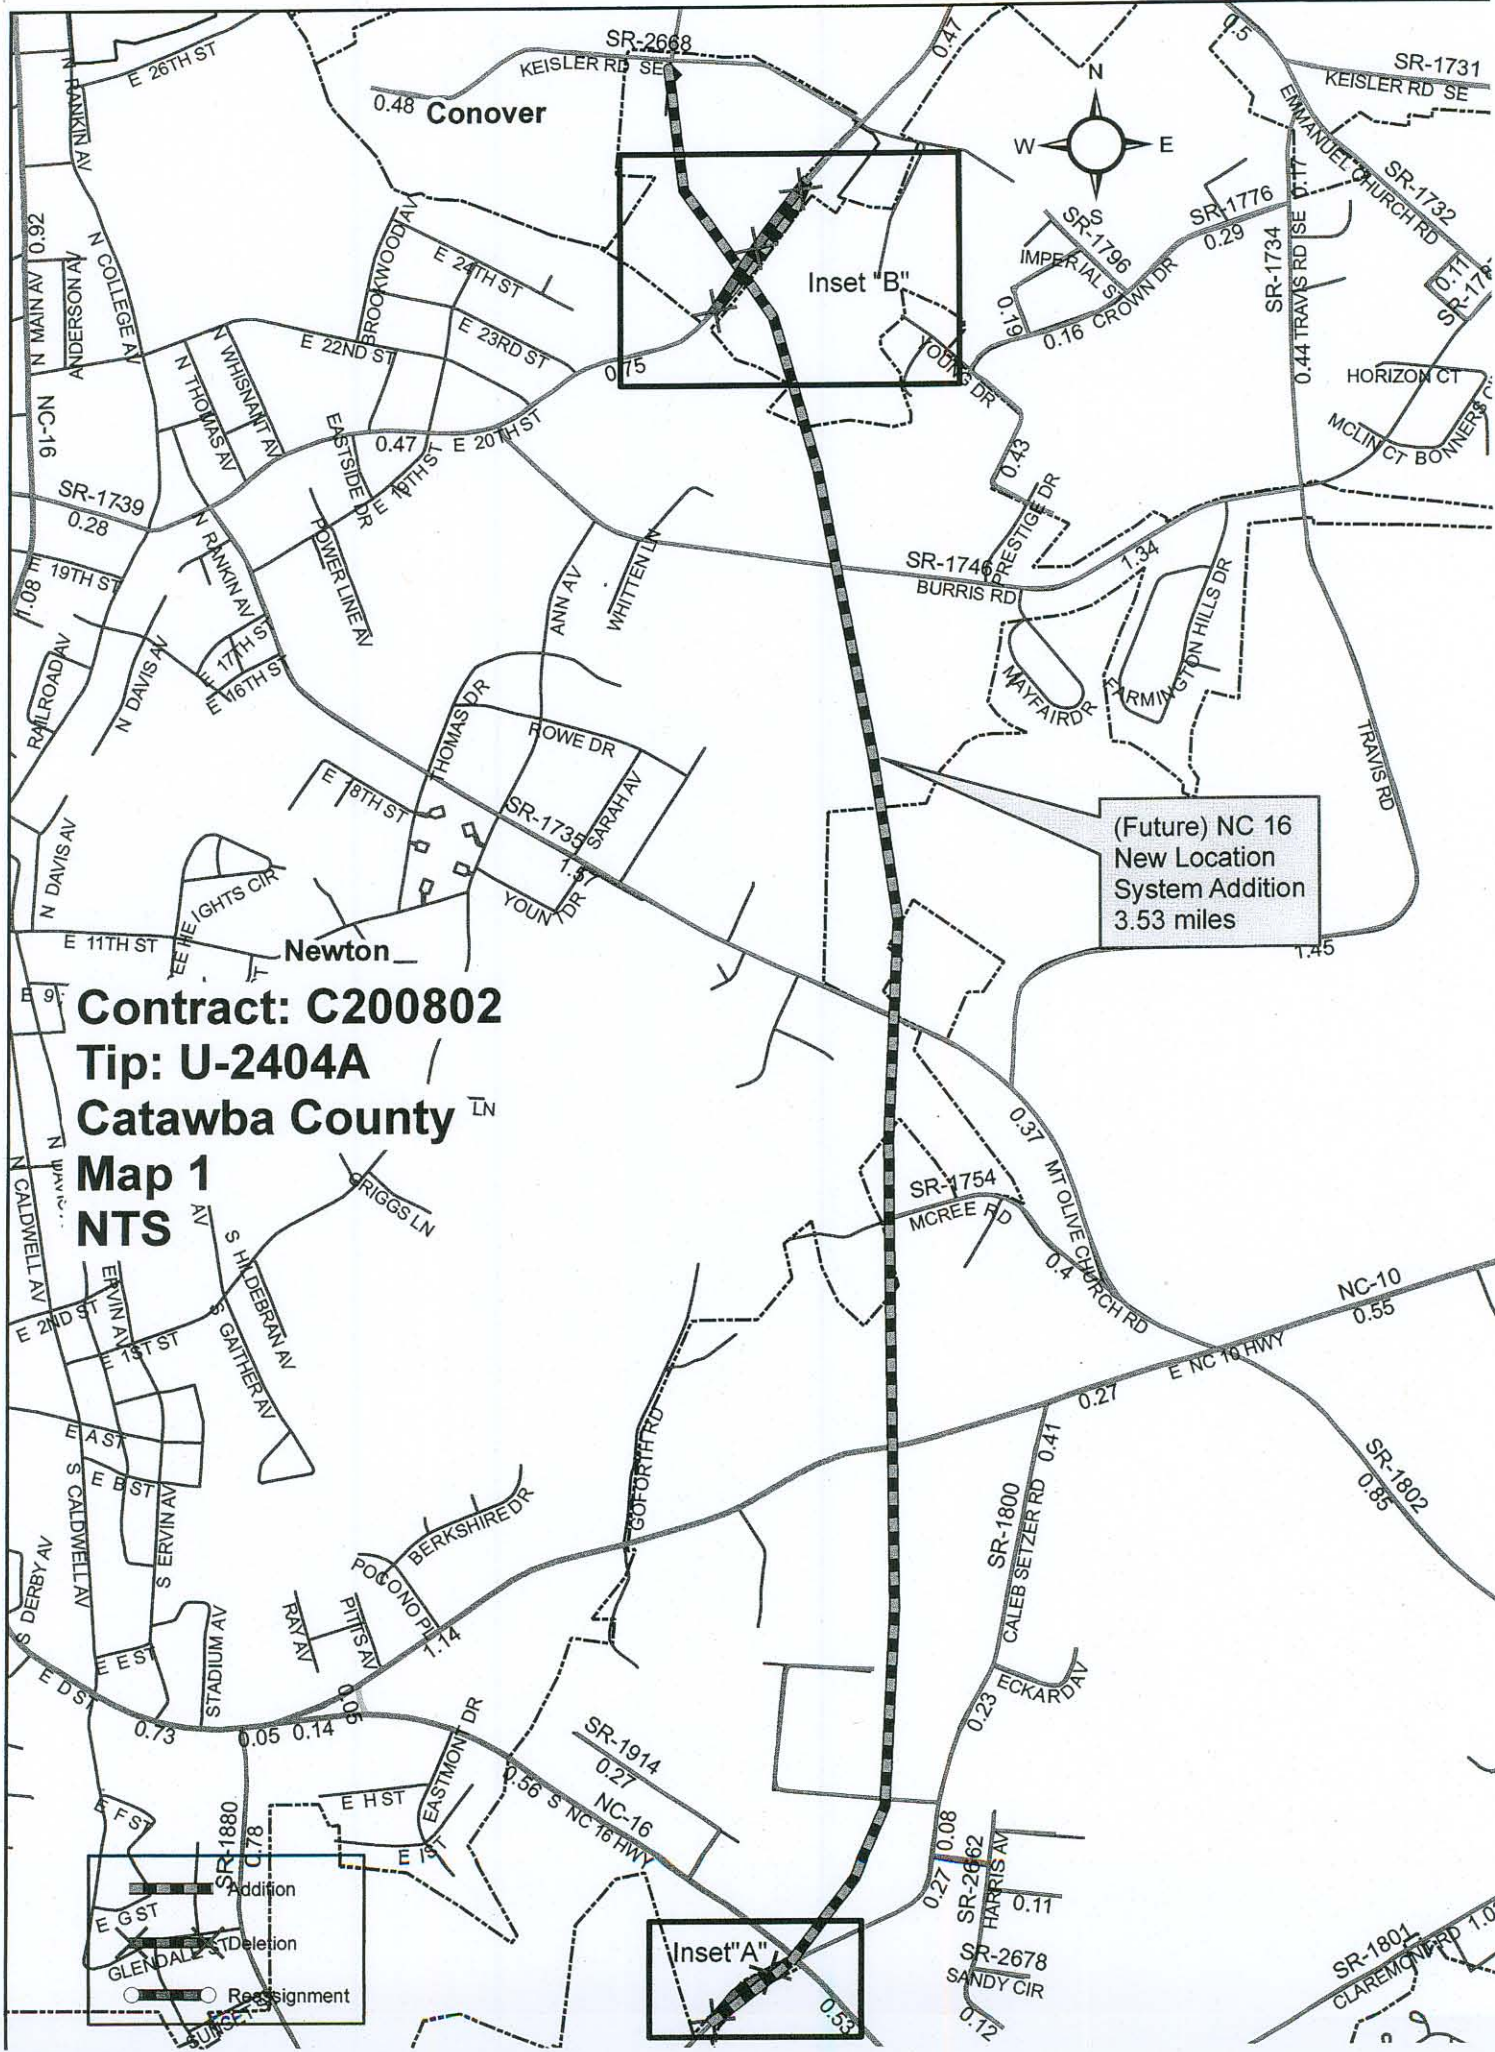 SR-2668
KEISLER RD SE
0.48
Conover
0.47
0.5
SR-1731
KEISLER RD SE
EMMANUEL CHURCH RD
SR-1732
N
W
E
S
E 26TH ST
N RANKIN AV
N MAIN AV
0.92
ANDERSON AV
N COLLEGE AV
BROOKWOOD AV
E 24TH ST
E 23RD ST
E 22ND ST
N WHISNANT AV
N THOMAS AV
NC-16
Inset "B"
0.75
SR-1796
IMPERIAL ST
SR-1776
0.29
0.17
SR-1734
0.44
TRAVIS RD SE
0.11
0.19
0.16
CROWN DR
YOUNG DR
HORIZON CT
MCLIN CT
BONNERS
0.47
E 20TH ST
EASTSIDE DR
E 19TH ST
0.43
PRESTIGE DR
SR-1739
0.28
E 19TH ST
1.08
N RANKIN AV
POWER LINE AV
17TH ST
E 16TH ST
ANN AV
WHITTEN LN
SR-1746
BURRIS RD
1.34
MAYFAIR DR
FARMINGTON HILLS DR
TRAVIS RD
RAILROAD AV
N DAVIS AV
THOMAS DR
ROWE DR
E 18TH ST
SR-1735
SARAH AV
1.57
YOUNT DR
(Future) NC 16
New Location
System Addition
3.53 miles
1.45
N DAVIS AV
HEIGHTS CIR
E 11TH ST
Newton
E 9
Contract: C200802
Tip: U-2404A
Catawba County
LN
Map 1
NTS
N CALDWELL AV
AV
GRIGGS LN
0.37
MT OLIVE CHURCH RD
SR-1754
MCREE RD
0.4
S HILDEBRAN AV
S GAITHER AV
E 2ND ST
ERVIN AV
E 1ST ST
NC-10
0.55
E NC 10 HWY
0.27
E A ST
E B ST
S CALDWELL AV
S ERVIN AV
GOFORTH RD
SR-1800
CALEB SETZER RD
0.41
SR-1802
0.85
BERKSHIRE DR
POCONO PL
S DERBY AV
RAY AV
PITTS AV
1.14
STADIUM AV
E E ST
E D ST
0.73
0.05
0.14
0.05
EASTMONT DR
ECKARD AV
0.23
SR-1914
0.27
0.56
S NC 16 HWY
NC-16
E H ST
E I ST
E F ST
SR-1880
0.78
0.08
0.27
SR-2662
HARRIS AV
0.11
Addition
E G ST
Deletion
GLENDALE ST
Reassignment
SUNSET
Inset"A"
0.53
SR-2678
SANDY CIR
0.12
SR-1801
CLAREMONT RD